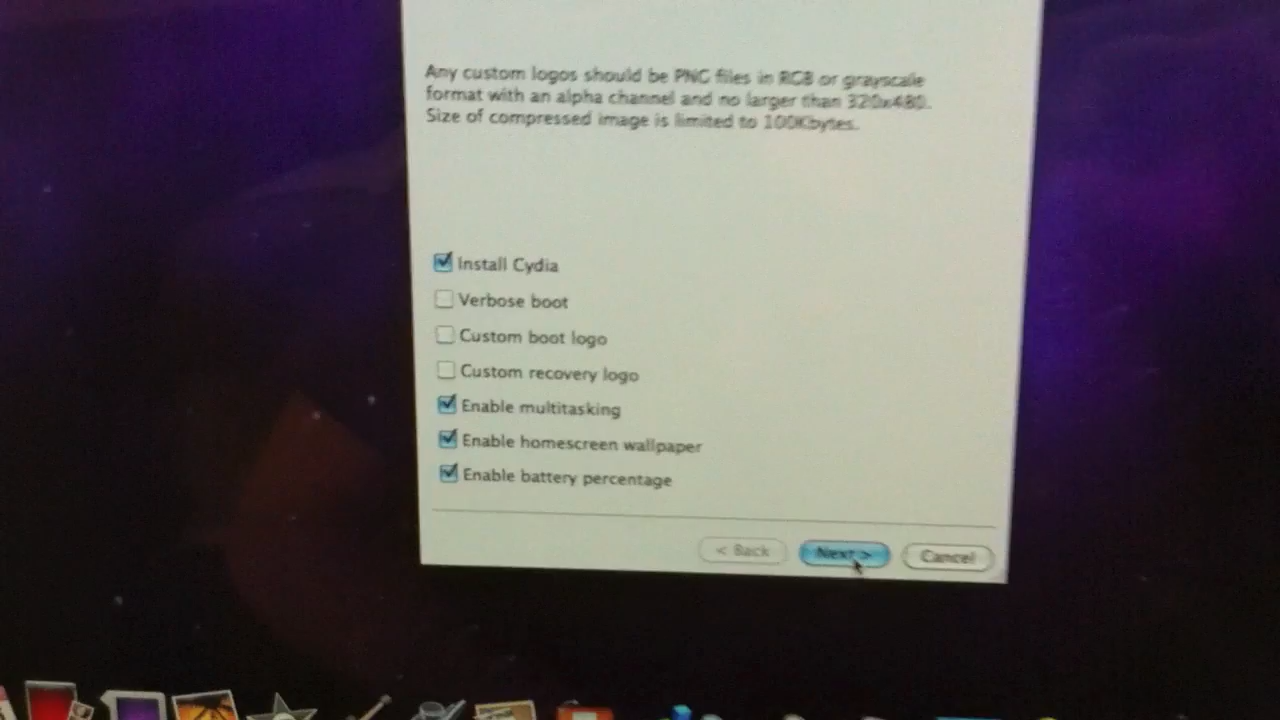 Any custom logos should be PNG files in RGB or grayscale
format with an alpha channel and no larger than 320x480.
Size of compressed image is limited to 100Kbytes.
Install Cydia
Verbose boot
Custom boot logo
Custom recovery logo
Enable multitasking
Enable homescreen wallpaper
Enable battery percentage
< Back Next > Cancel